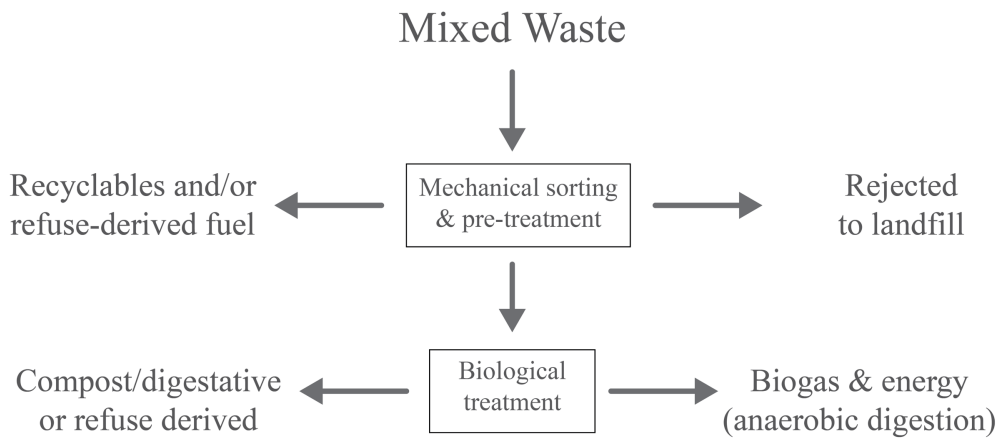 Mixed Waste
Recyclables and/or
refuse-derived fuel
Mechanical sorting
& pre-treatment
Rejected
to landfill
Compost/digestative
or refuse derived
Biological
treatment
Biogas & energy
(anaerobic digestion)